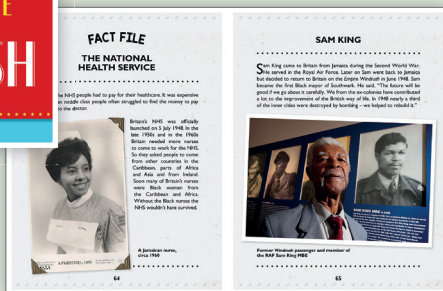 E
SH
FACT FILE
THE NATIONAL
HEALTH SERVICE
he NHS people had to pay for their healthcare. It was expensive
middle class people often struggled to find the money to pay
to the doctor.
Britain's NHS was officially
launched on 5 July 1948. In the
late 1950s and in the 1960s
Britain needed more nurses
to come to work for the NHS.
So they asked people to come
from other countries in the
Caribbean, parts of Africa
and Asia and from Ireland.
Soon many of Britain's nurses
were Black women from
the Caribbean and Africa.
Without the Black nurses the
NHS wouldn't have survived.
A Jamaican nurse,
circa 1960
64
SAM KING
Sam King came to Britain from Jamaica during the Second World War.
He served in the Royal Air Force. Later on Sam went back to Jamaica
but decided to return to Britain on the Empire Windrush in June 1948. Sam
became the first Black mayor of Southwark. He said, "The future will be
good if we go about it carefully. We from the ex-colonies have contributed
a lot to the improvement of the British way of life. In 1948 nearly a third
of the inner cities were destroyed by bombing – we helped to rebuild it."
SAM KING MBE
Former Windrush passenger and member of
the RAF Sam King MBE
65